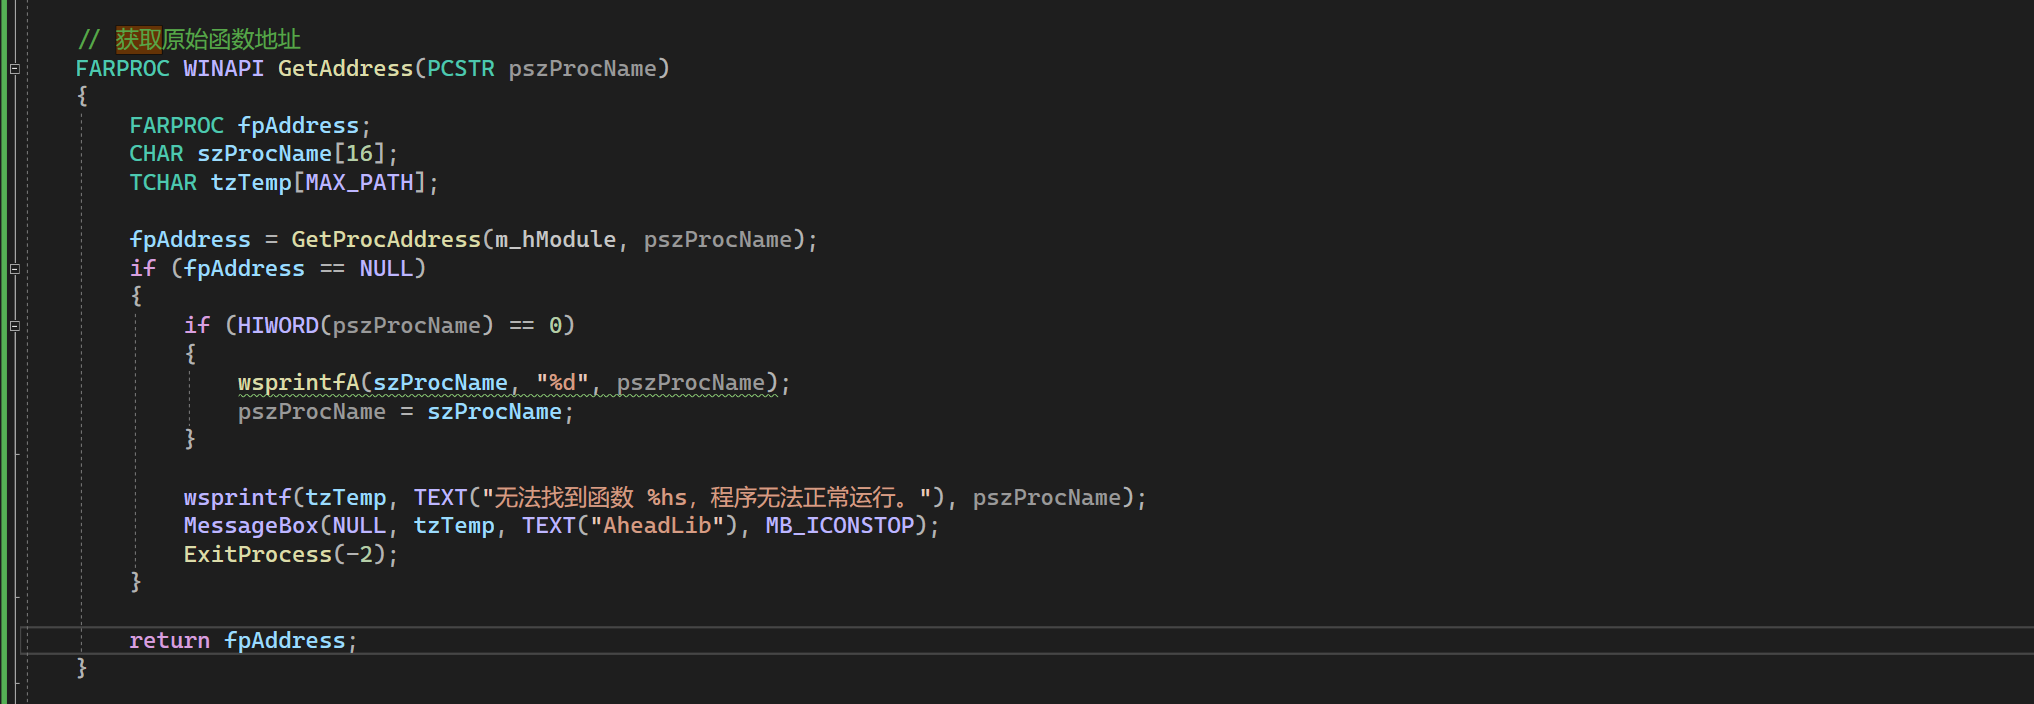 // 获取原始函数地址
FARPROC WINAPI GetAddress(PCSTR pszProcName)
{
FARPROC fpAddress;
CHAR szProcName[16];
TCHAR tzTemp[MAX_PATH];
fpAddress = GetProcAddress(m_hModule, pszProcName);
if (fpAddress == NULL)
{
if (HIWORD(pszProcName) == 0)
{
wsprintfA(szProcName, "%d", pszProcName);
pszProcName = szProcName;
}
wsprintf(tzTemp, TEXT("无法找到函数 %hs，程序无法正常运行。"), pszProcName);
MessageBox(NULL, tzTemp, TEXT("AheadLib"), MB_ICONSTOP);
ExitProcess(-2);
}
return fpAddress;
}